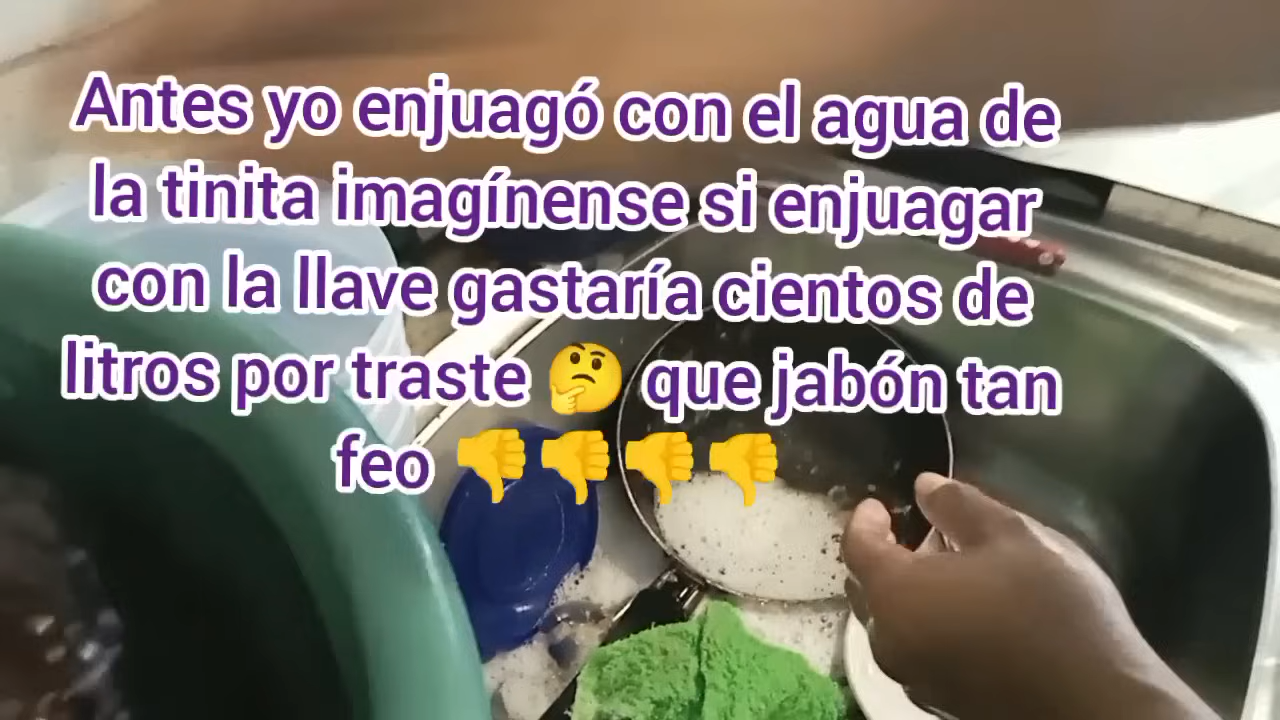 Antes yo enjuagó con el agua de
la tinita imagínense si enjuagar
con la llave gastaría cientos de
litros por traste 🤔 que jabón tan
feo 👎👎👎👎